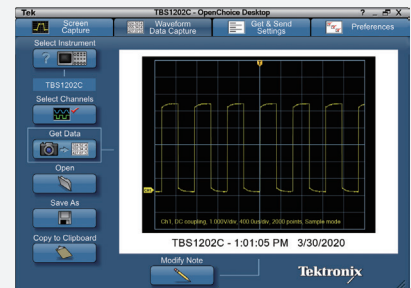 Tek
TBS1202C - OpenChoice Desktop
Screen Capture
Waveform Data Capture
Get & Send Settings
Preferences
Select Instrument
TBS1202C
Select Channels
Get Data
Open
Save As
Copy to Clipboard
Ch1, DC coupling, 1.000V/div, 400.0us/div, 2000 points, Sample mode
TBS1202C - 1:01:05 PM 3/30/2020
Modify Note
Tektronix